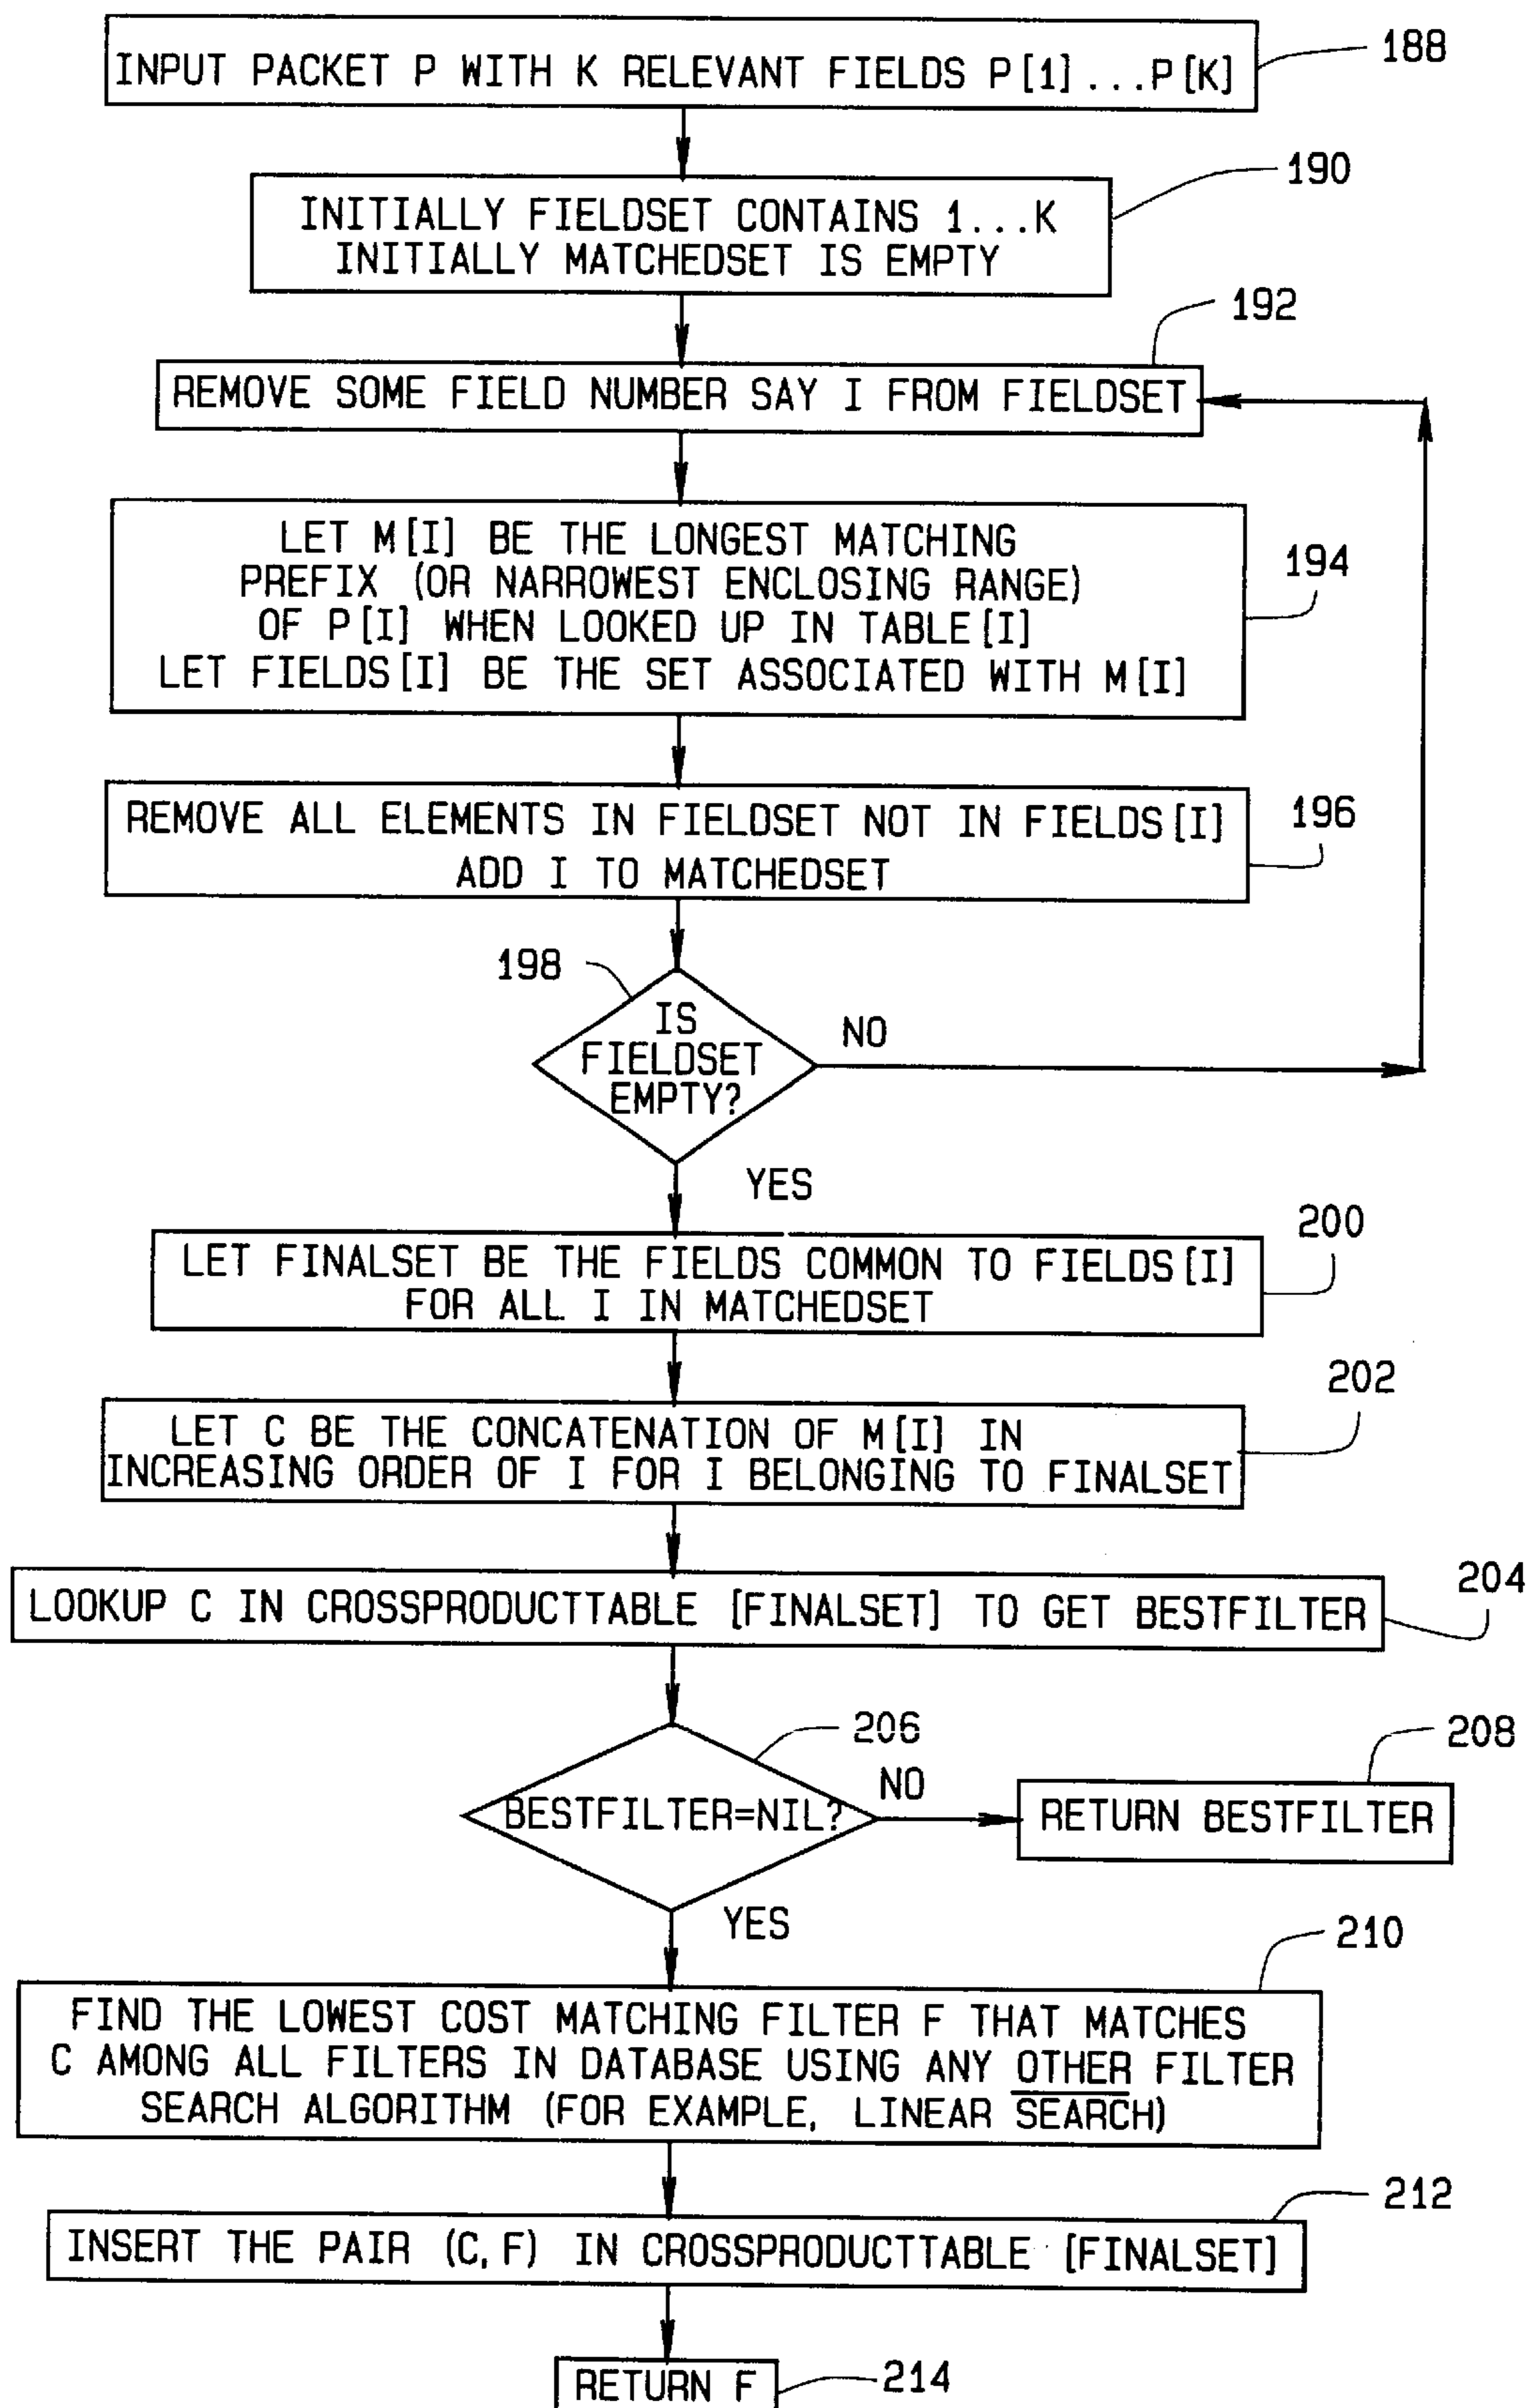 INPUT PACKET P WITH K RELEVANT FIELDS P[1]...P[K]
188
190
INITIALLY FIELDSET CONTAINS 1...K
INITIALLY MATCHEDSET IS EMPTY
192
REMOVE SOME FIELD NUMBER SAY I FROM FIELDSET
LET M[I] BE THE LONGEST MATCHING
PREFIX (OR NARROWEST ENCLOSING RANGE)
OF P[I] WHEN LOOKED UP IN TABLE[I]
LET FIELDS[I] BE THE SET ASSOCIATED WITH M[I]
194
REMOVE ALL ELEMENTS IN FIELDSET NOT IN FIELDS[I]
ADD I TO MATCHEDSET
196
198
IS
FIELDSET
EMPTY?
NO
YES
200
LET FINALSET BE THE FIELDS COMMON TO FIELDS[I]
FOR ALL I IN MATCHEDSET
202
LET C BE THE CONCATENATION OF M[I] IN
INCREASING ORDER OF I FOR I BELONGING TO FINALSET
204
LOOKUP C IN CROSSPRODUCTTABLE [FINALSET] TO GET BESTFILTER
206
208
BESTFILTER=NIL?
NO
RETURN BESTFILTER
YES
210
FIND THE LOWEST COST MATCHING FILTER F THAT MATCHES
C AMONG ALL FILTERS IN DATABASE USING ANY OTHER FILTER
SEARCH ALGORITHM (FOR EXAMPLE, LINEAR SEARCH)
212
INSERT THE PAIR (C,F) IN CROSSPRODUCTTABLE [FINALSET]
RETURN F
214